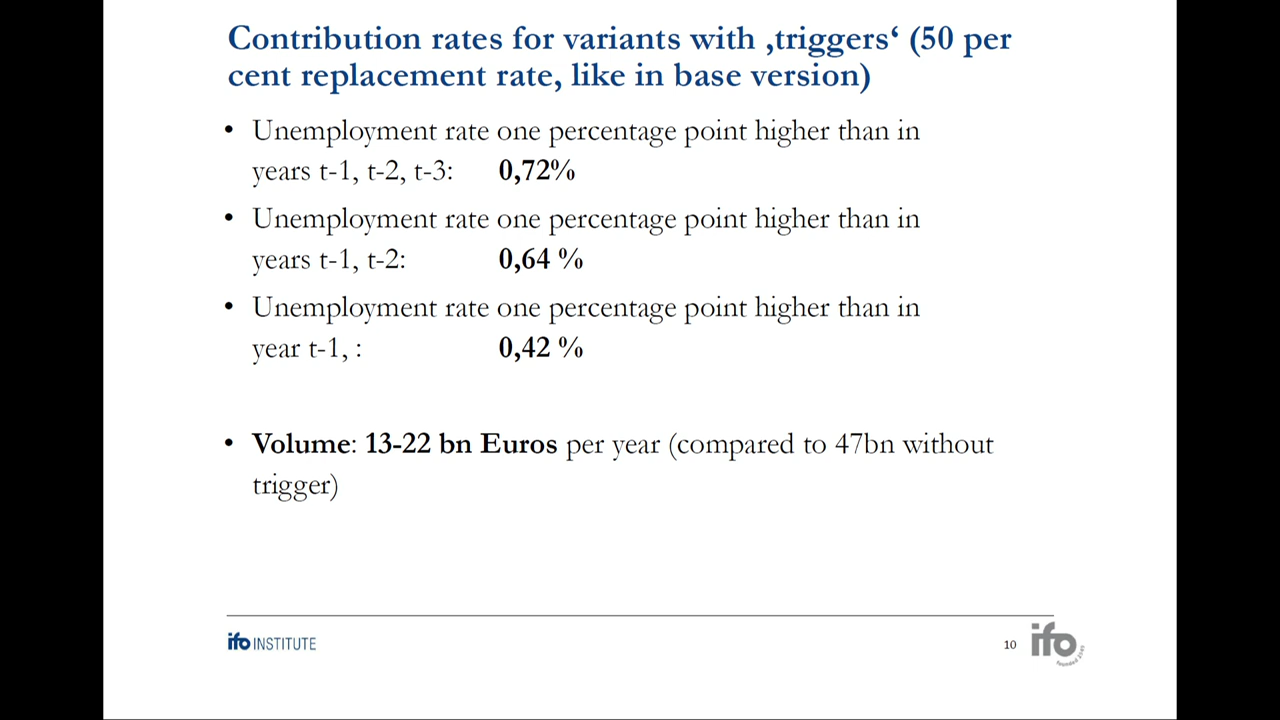 Contribution rates for variants with ‚triggers‘ (50 per
cent replacement rate, like in base version)
• Unemployment rate one percentage point higher than in
years t-1, t-2, t-3: 0,72%
• Unemployment rate one percentage point higher than in
years t-1, t-2: 0,64 %
• Unemployment rate one percentage point higher than in
year t-1, : 0,42 %
• Volume: 13-22 bn Euros per year (compared to 47bn without
trigger)
ifo INSTITUTE
10
ifo
founded 1949